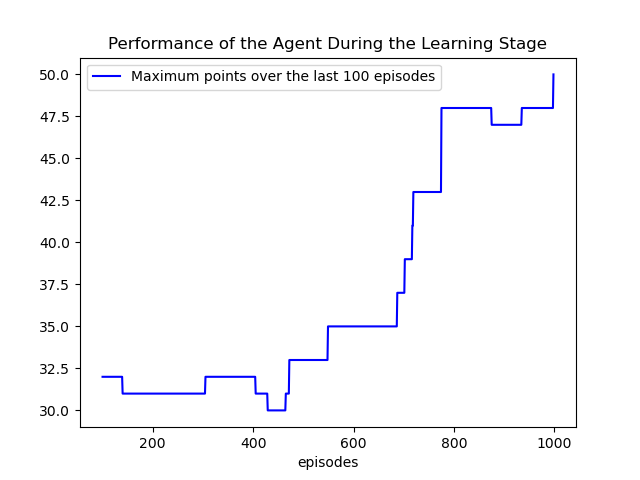 Performance of the Agent During the Learning Stage
Maximum points over the last 100 episodes
50.0
47.5
45.0
42.5
40.0
37.5
35.0
32.5
30.0
200 400 600 800 1000
episodes